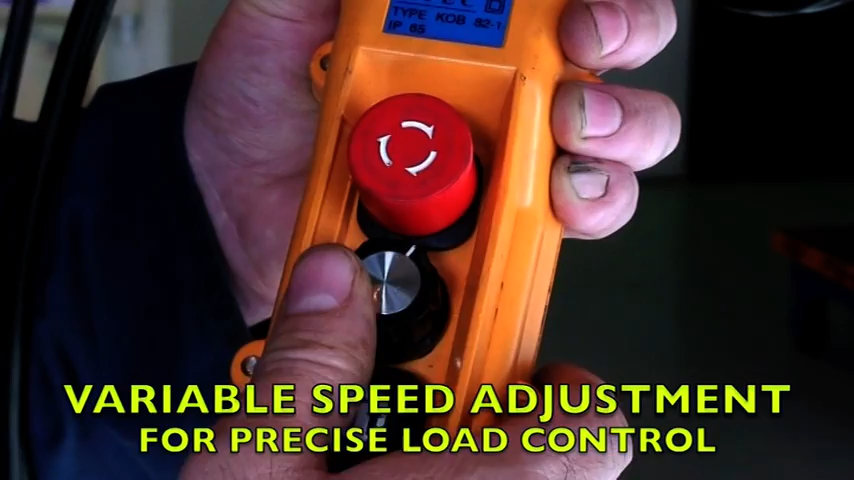 TYPE KOB 82-1
IP 65
VARIABLE SPEED ADJUSTMENT
FOR PRECISE LOAD CONTROL